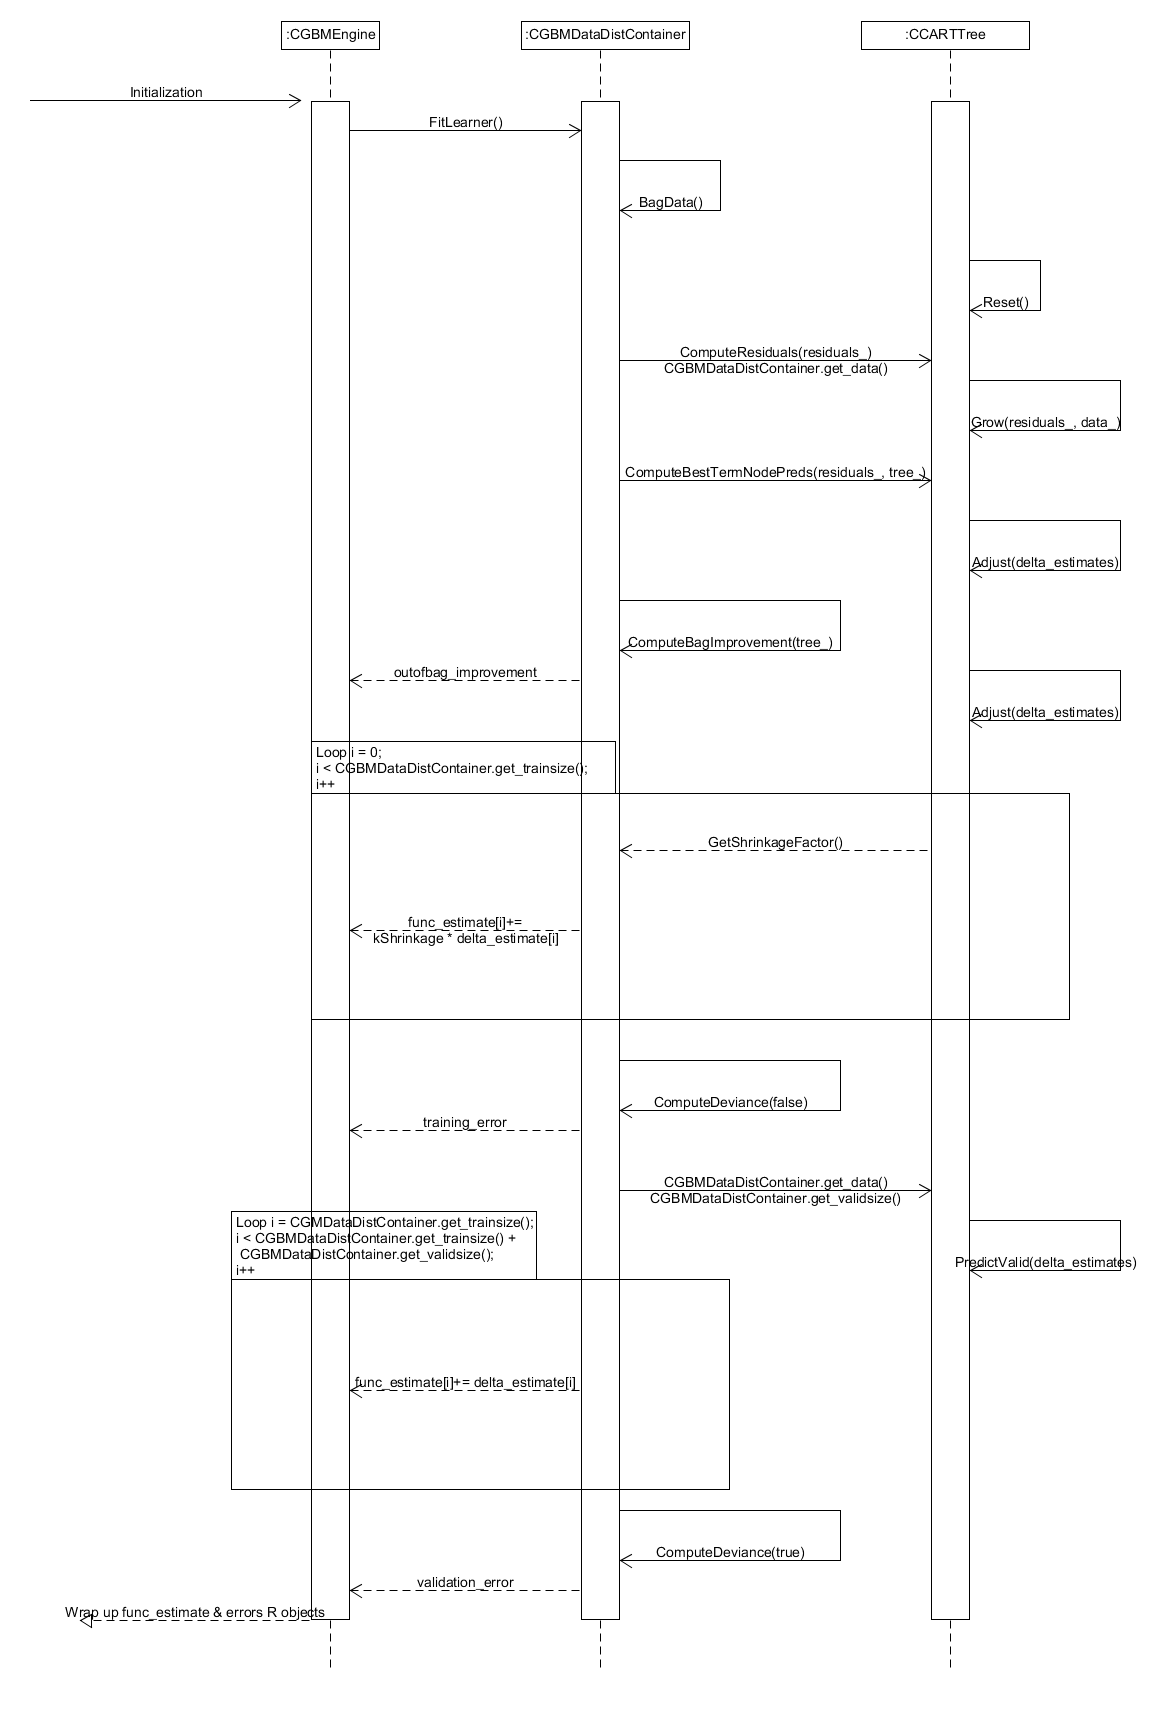 :CGBMEngine
:CGBMDataDistContainer
:CCARTTree
Initialization
FitLearner()
BagData()
Reset()
ComputeResiduals(residuals_)
CGBMDataDistContainer.get_data()
Grow(residuals_, data_)
ComputeBestTermNodePreds(residuals_, tree_)
Adjust(delta_estimates)
ComputeBagImprovement(tree_)
outofbag_improvement
Adjust(delta_estimates)
Loop i = 0;
i < CGBMDataDistContainer.get_trainsize();
i++
GetShrinkageFactor()
func_estimate[i]+=
kShrinkage * delta_estimate[i]
ComputeDeviance(false)
training_error
CGBMDataDistContainer.get_data()
CGBMDataDistContainer.get_validsize()
Loop i = CGMDataDistContainer.get_trainsize();
i < CGBMDataDistContainer.get_trainsize() +
CGBMDataDistContainer.get_validsize();
i++
PredictValid(delta_estimates)
func_estimate[i]+= delta_estimate[i]
ComputeDeviance(true)
validation_error
Wrap up func_estimate & errors R objects